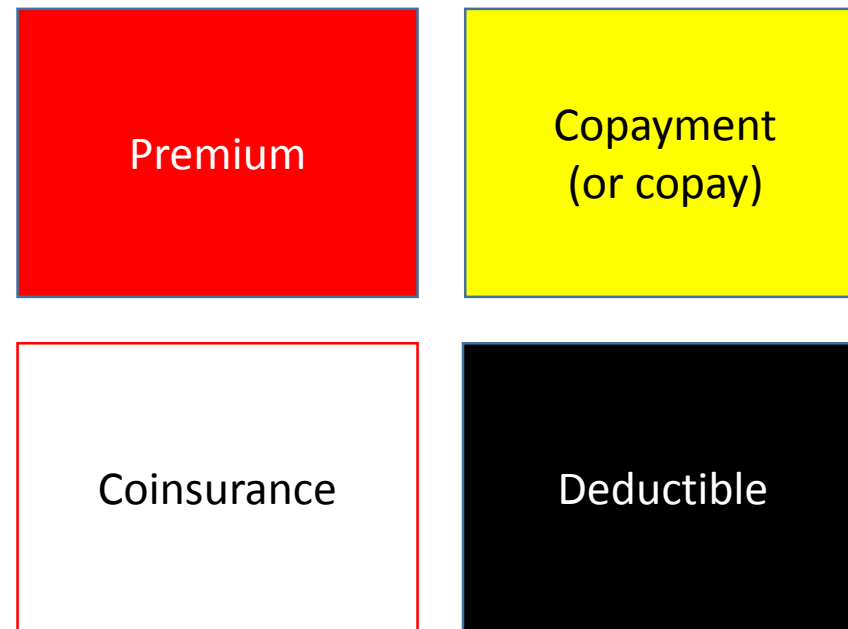 Premium
Copayment
(or copay)
Coinsurance
Deductible